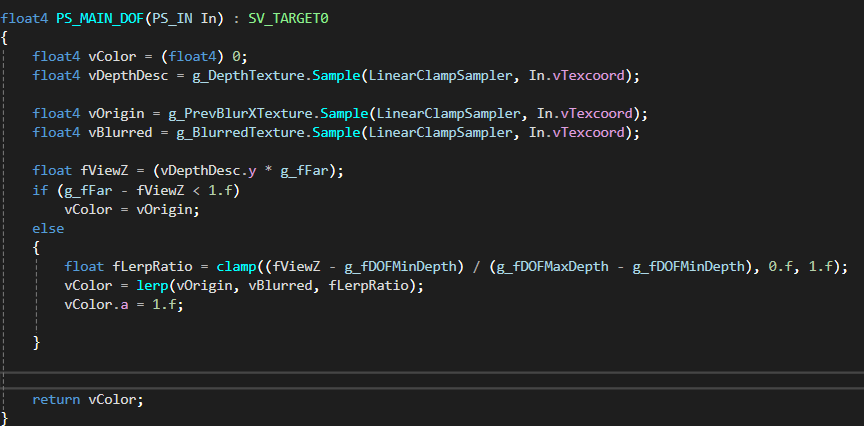 float4 PS_MAIN_DOF(PS_IN In) : SV_TARGET0
{
    float4 vColor = (float4) 0;
    float4 vDepthDesc = g_DepthTexture.Sample(LinearClampSampler, In.vTexcoord);
    float4 vOrigin = g_PrevBlurXTexture.Sample(LinearClampSampler, In.vTexcoord);
    float4 vBlurred = g_BlurredTexture.Sample(LinearClampSampler, In.vTexcoord);
    float fViewZ = (vDepthDesc.y * g_fFar);
    if (g_fFar - fViewZ < 1.f)
        vColor = vOrigin;
    else
    {
        float fLerpRatio = clamp((fViewZ - g_fDOFMinDepth) / (g_fDOFMaxDepth - g_fDOFMinDepth), 0.f, 1.f);
        vColor = lerp(vOrigin, vBlurred, fLerpRatio);
        vColor.a = 1.f;
    }
    return vColor;
}